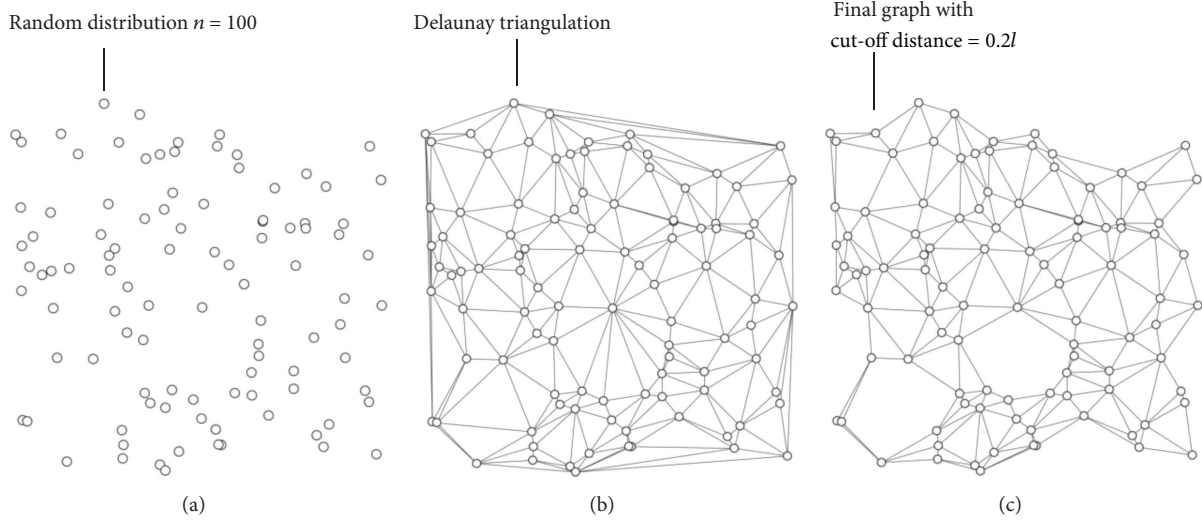 Random distribution n = 100
Delaunay triangulation
Final graph with
cut-off distance = 0.2l
(a)
(b)
(c)